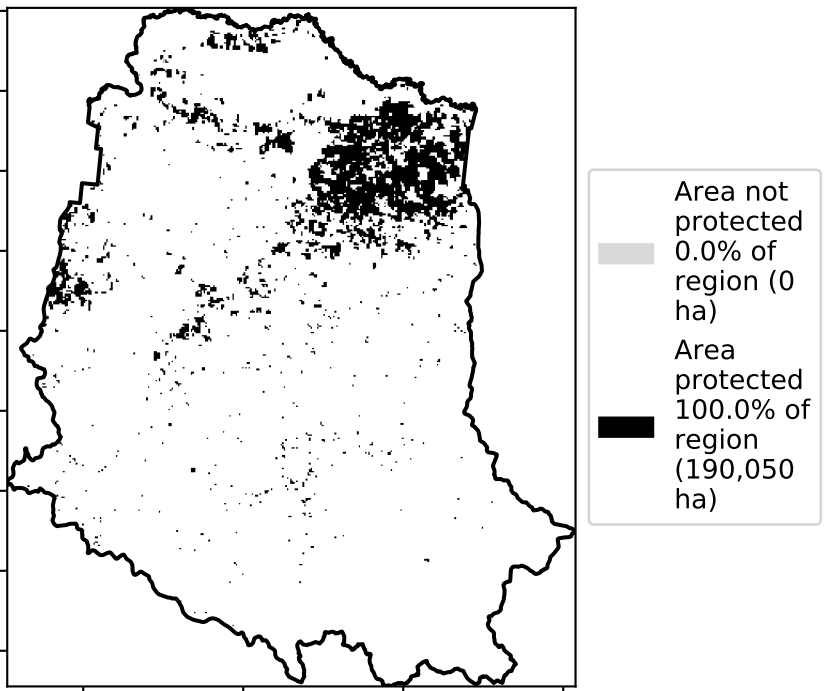 Area not
protected
0.0% of
region (0
ha)
Area
protected
100.0% of
region
(190,050
ha)